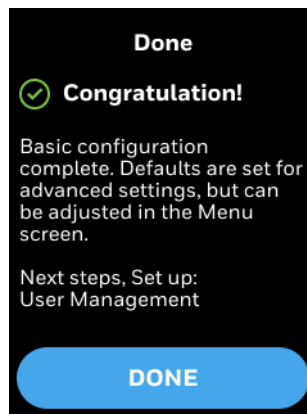 Done
Congratulation!
Basic configuration
complete. Defaults are set for
advanced settings, but can
be adjusted in the Menu
screen.
Next steps, Set up:
User Management
DONE